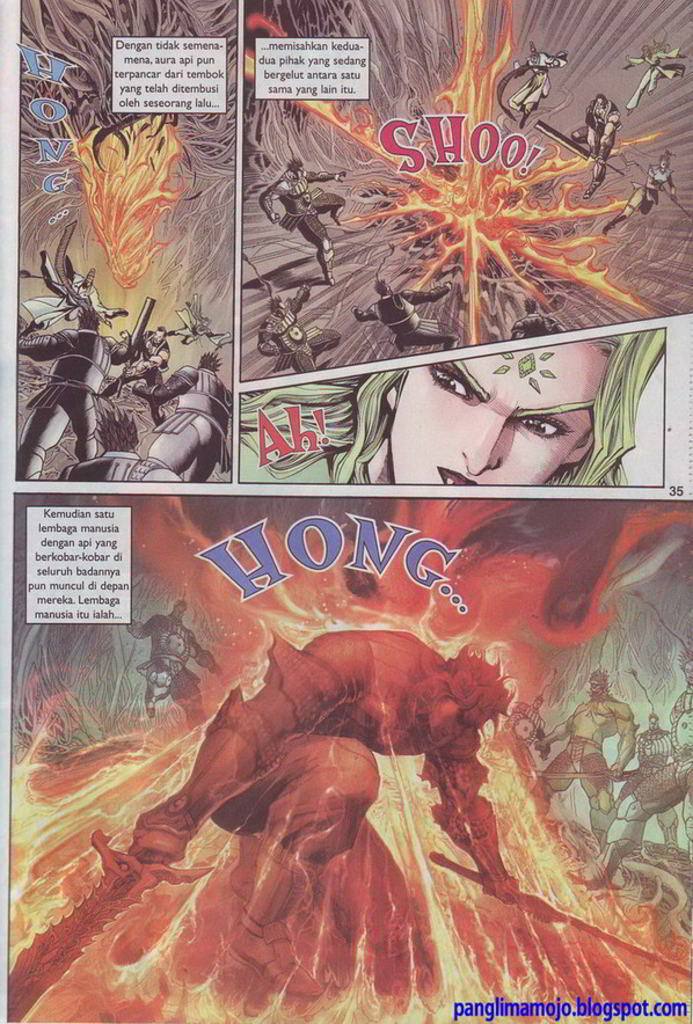 HONG...
Dengan tidak semena-
mena, aura api pun
terpancar dari tembok
yang telah ditembusi
oleh seseorang lalu...
...memisahkan kedua-
dua pihak yang sedang
bergelut antara satu
sama yang lain itu.
SHOO!
Ah!
35
Kemudian satu
lembaga manusia
dengan api yang
berkobar-kobar di
seluruh badannya
pun muncul di depan
mereka. Lembaga
manusia itu ialah...
HONG...
panglimamojo.blogspot.com